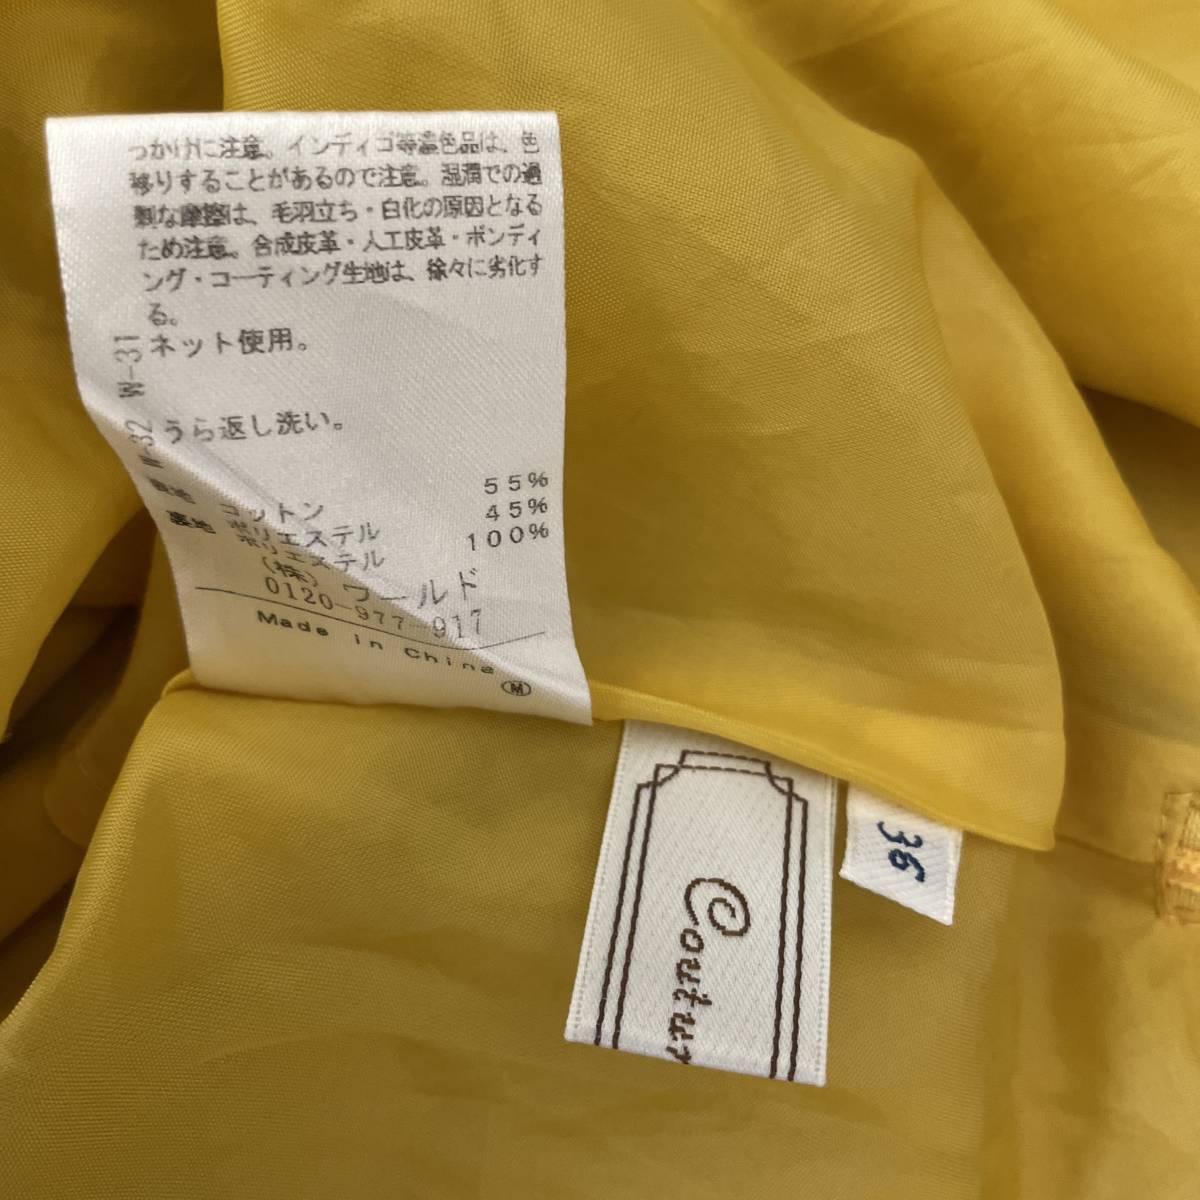 っかけに注意。インディゴ等濃色品は、色
移りすることがあるので注意。湿潤での過
剰な摩擦は、毛羽立ち・白化の原因となる
ため注意。合成皮革・人工皮革・ボンディ
ング・コーティング生地は、徐々に劣化す
る。
W-31 ネット使用。
W-32 うら返し洗い。
表地 コットン 55%
ポリエステル 45%
裏地 ポリエステル 100%
(株) ワールド
0120-977-917
Made in China
M
Coutur
36